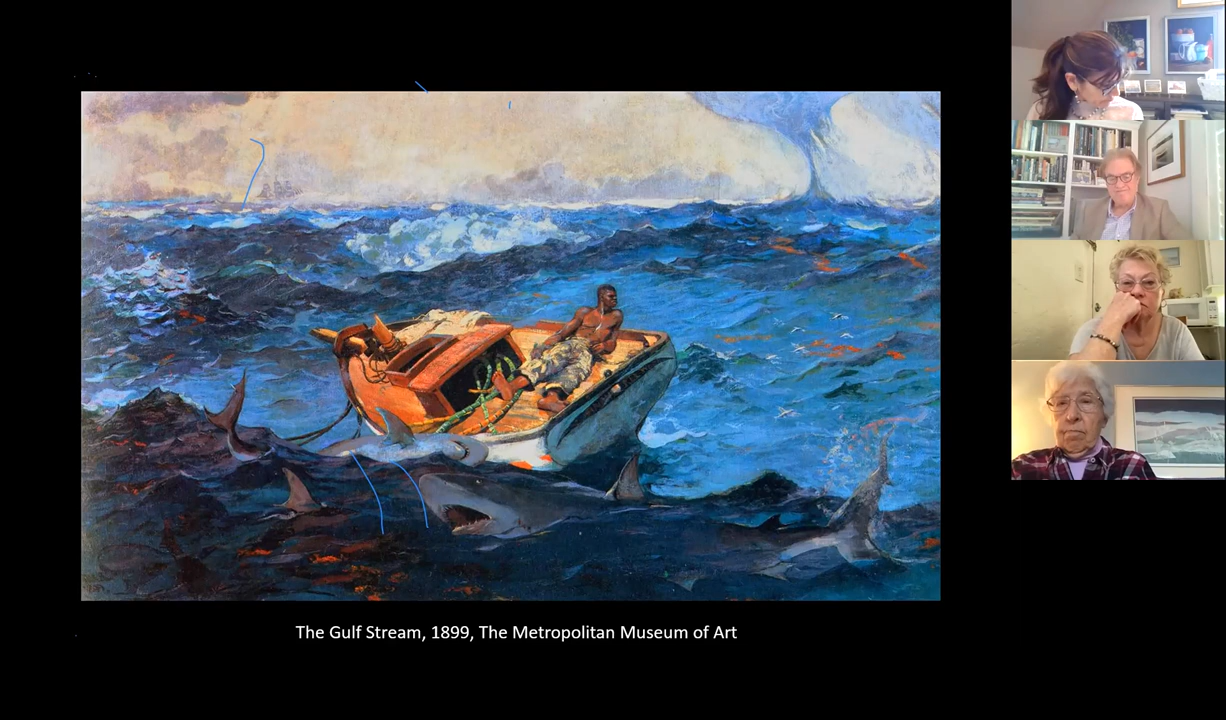 The Gulf Stream, 1899, The Metropolitan Museum of Art